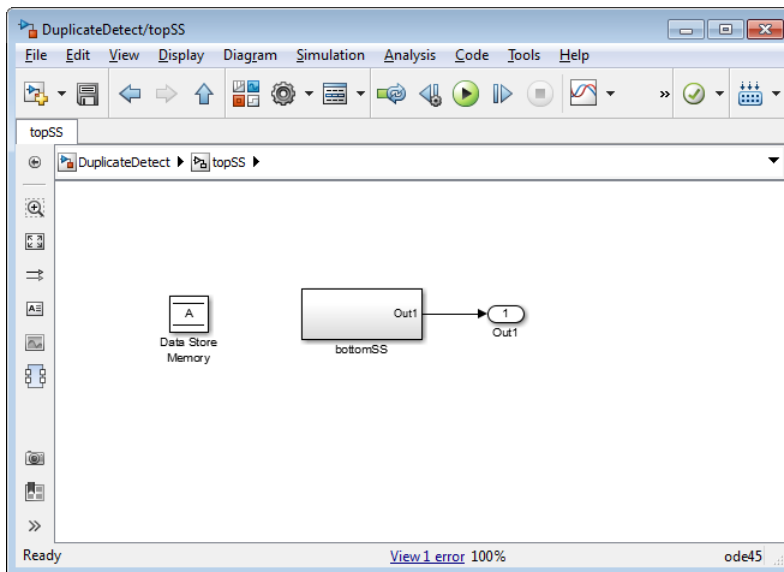 DuplicateDetect/topSS
File Edit View Display Diagram Simulation Analysis Code Tools Help
»
topSS
DuplicateDetect topSS
A
Data Store
Memory
Out1
bottomSS
1
Out1
Ready View 1 error 100% ode45